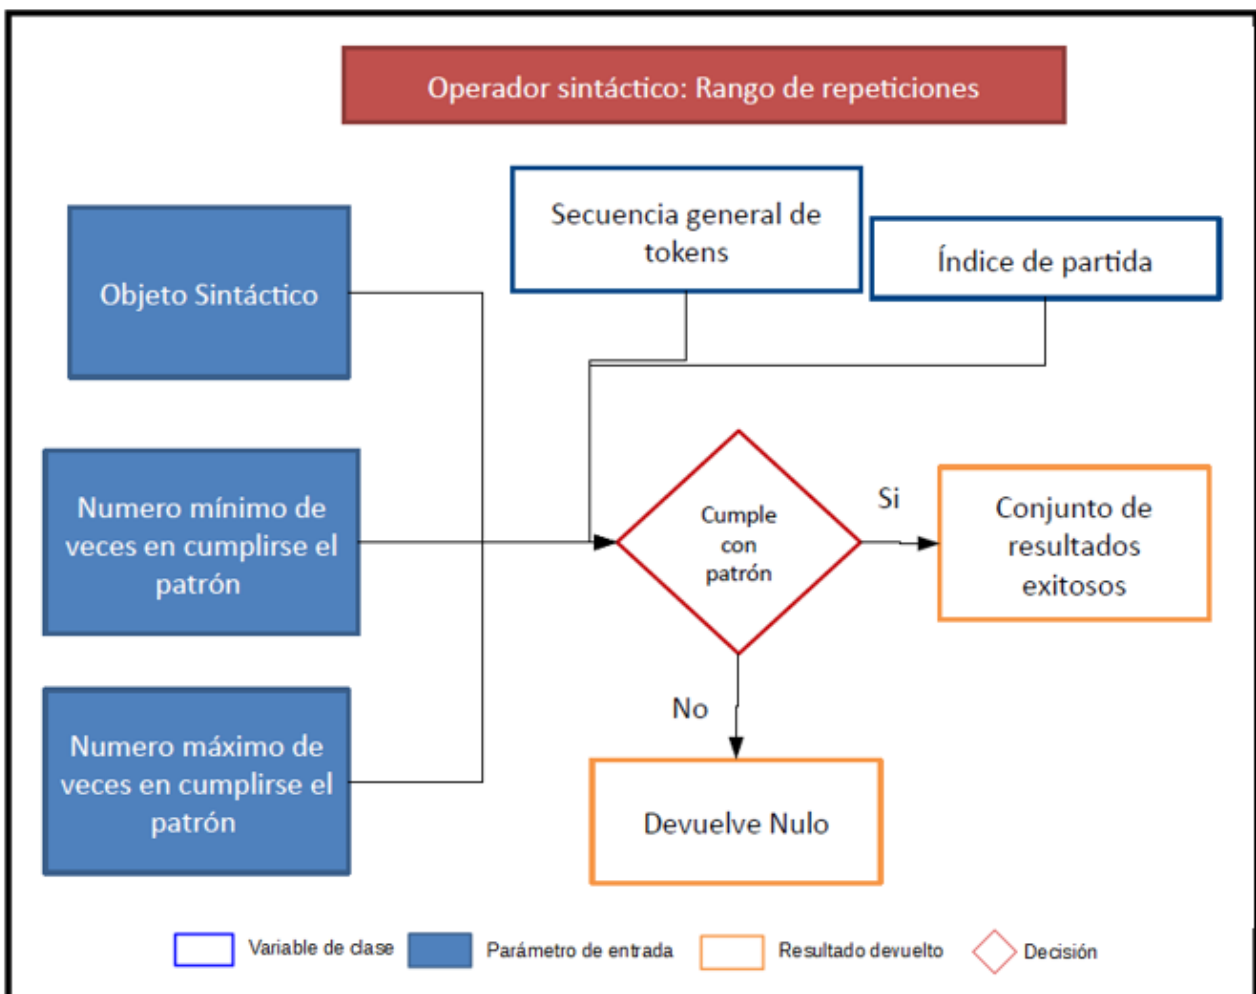 Operador sintáctico: Rango de repeticiones
Secuencia general de
tokens
Índice de partida
Objeto Sintáctico
Numero mínimo de
veces en cumplirse el
patrón
Cumple
con
patrón
Si
Conjunto de
resultados
exitosos
No
Numero máximo de
veces en cumplirse el
patrón
Devuelve Nulo
Variable de clase
Parámetro de entrada
Resultado devuelto
Decisión